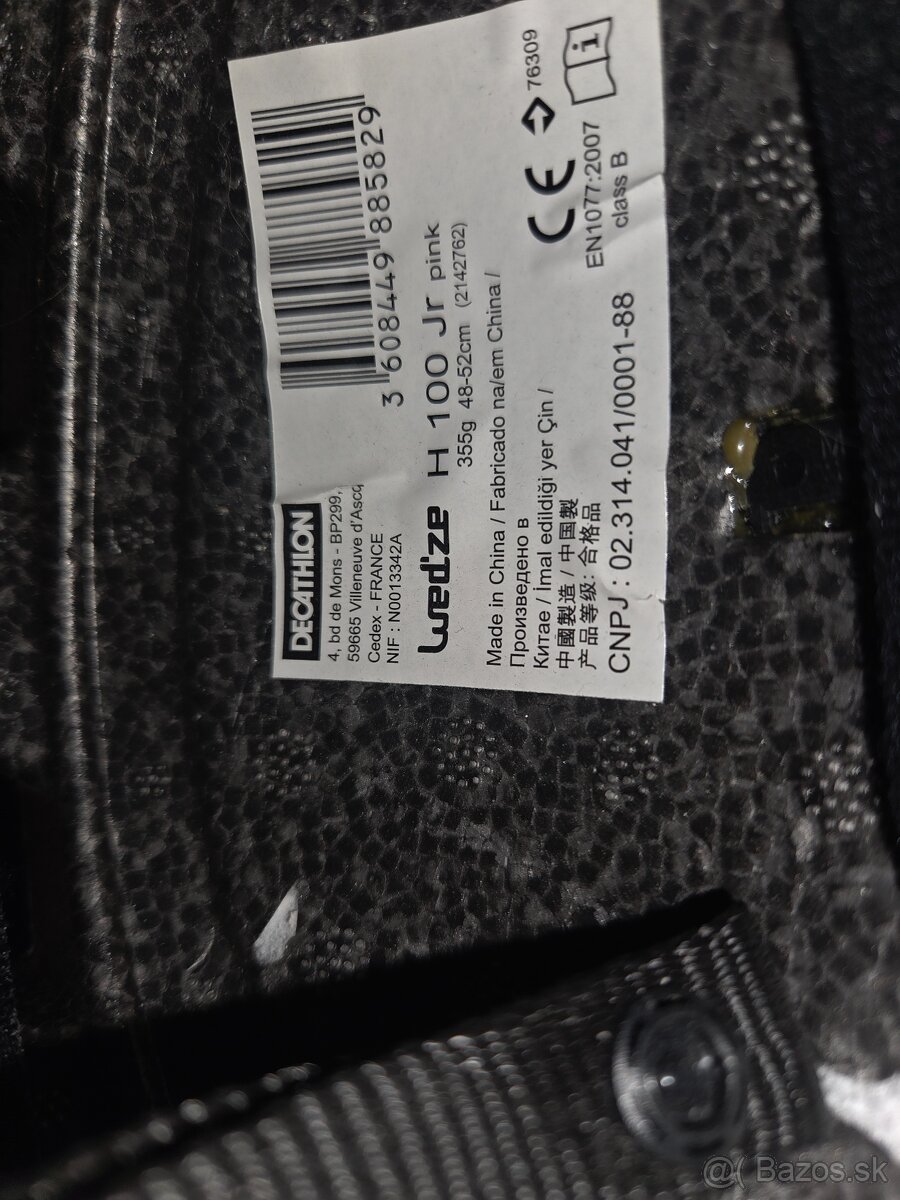 DECATHLON
4, bd de Mons - BP299,
59665 Villeneuve d'Ascq
Cedex - FRANCE
NIF : N0013342A
3 608449 885829
wed'ze H 100 Jr pink
355g 48-52cm (2142762)
Made in China / Fabricado na/em China /
Произведено в
Китае / İmal edildiği yer Çin /
中國製造 / 中国製
产品等级: 合格品
CNPJ : 02.314.041/0001-88
CE
76309
i
EN1077:2007
class B
@( Bazos.sk